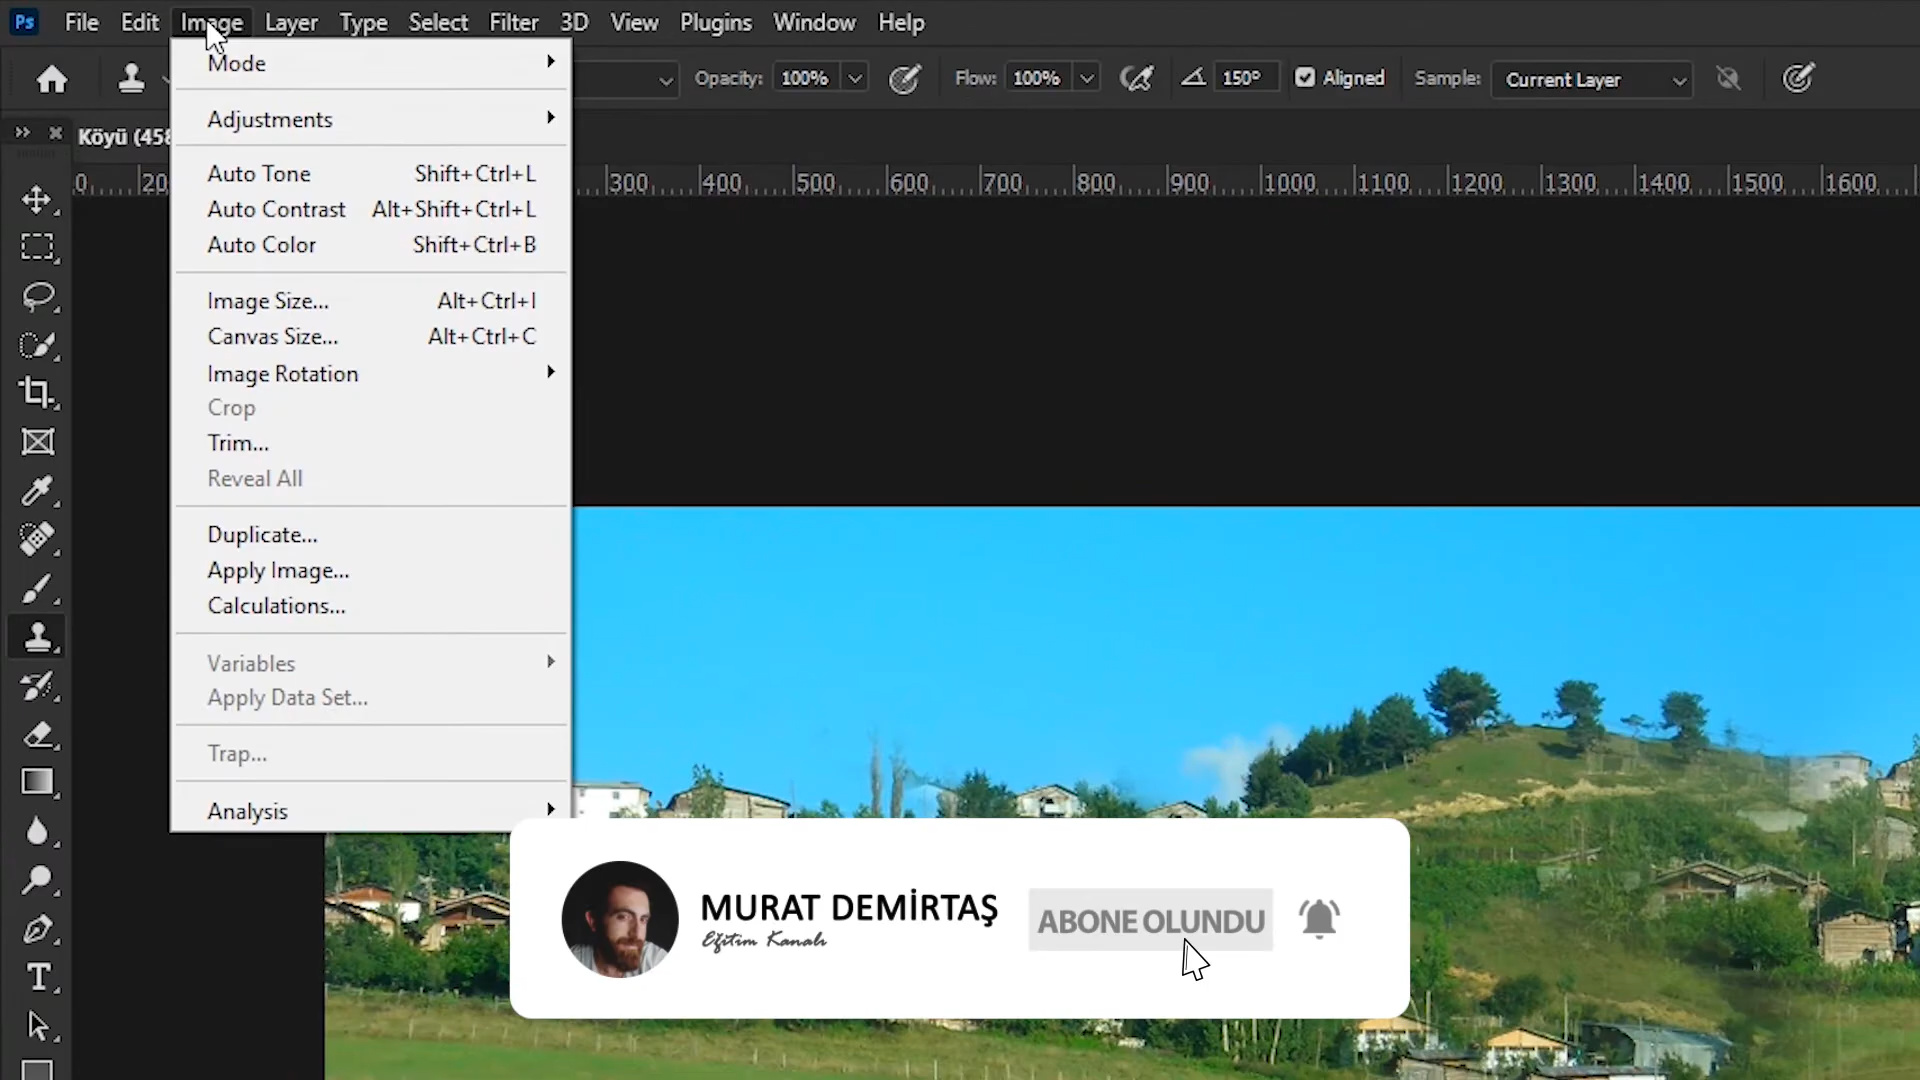 Ps File Edit Image Layer Type Select Filter 3D View Plugins Window Help
Opacity: 100% Flow: 100% 150° Aligned Sample: Current Layer
Köyü (458
0 20 300 400 500 600 700 800 900 1000 1100 1200 1300 1400 1500 1600
Mode
Adjustments
Auto Tone Shift+Ctrl+L
Auto Contrast Alt+Shift+Ctrl+L
Auto Color Shift+Ctrl+B
Image Size... Alt+Ctrl+I
Canvas Size... Alt+Ctrl+C
Image Rotation
Crop
Trim...
Reveal All
Duplicate...
Apply Image...
Calculations...
Variables
Apply Data Set...
Trap...
Analysis
MURAT DEMİRTAŞ
Eğitim Kanalı
ABONE OLUNDU